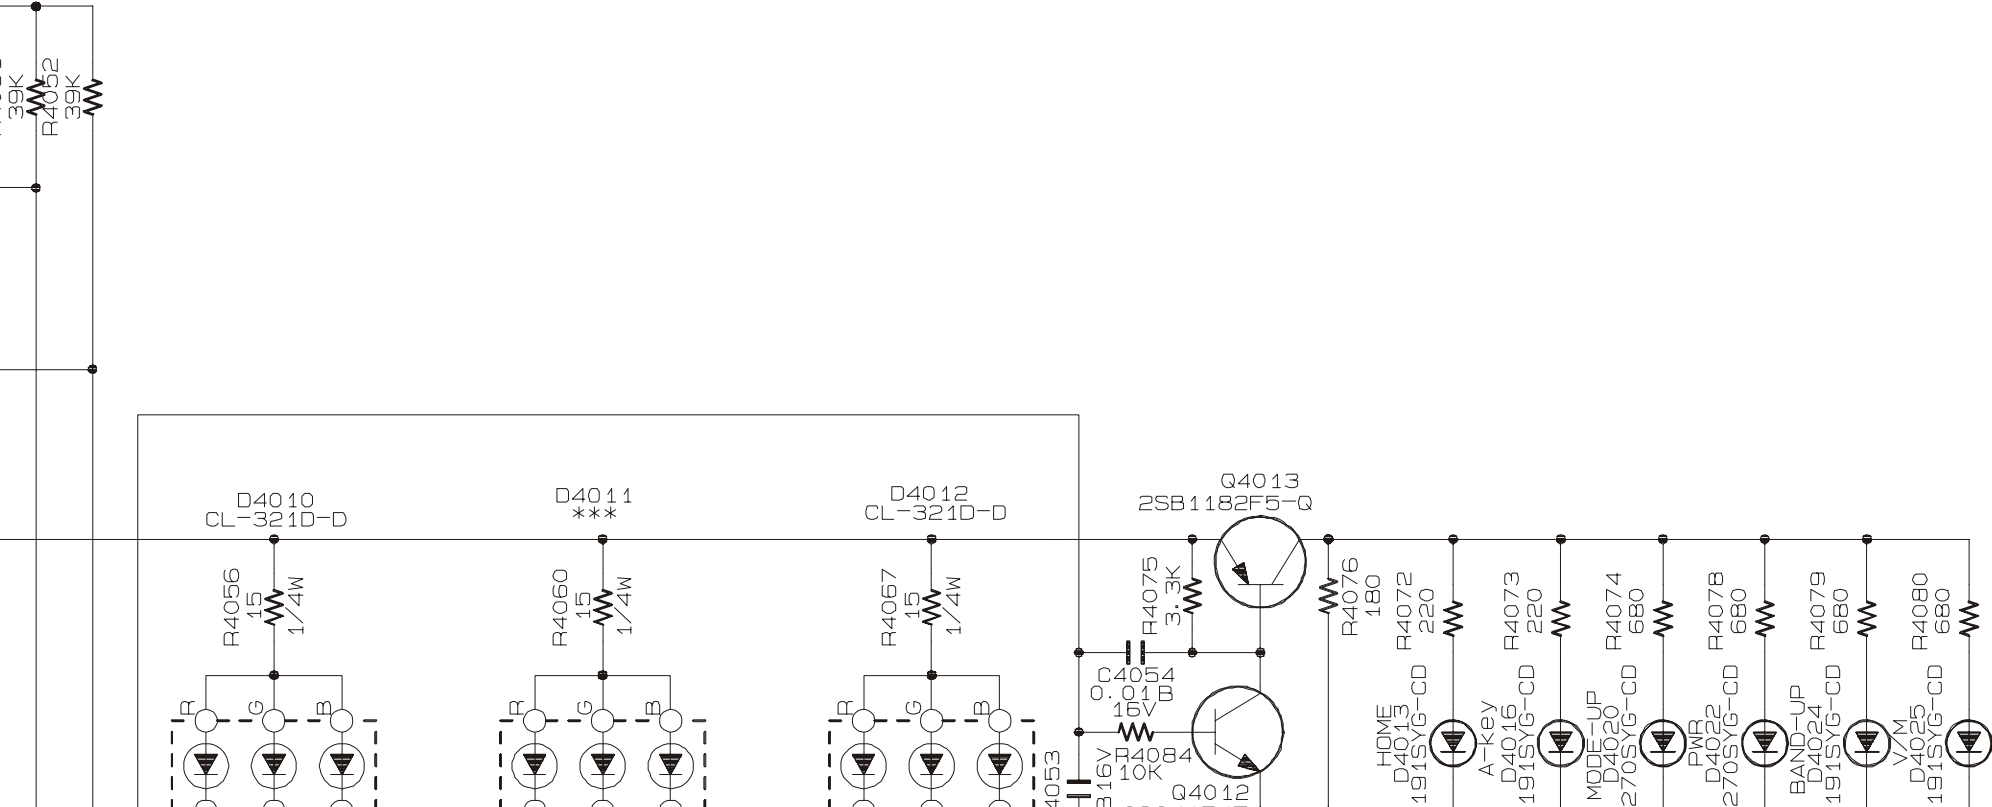 39K
R4052
39K
D4010
CL-321D-D
D4011
***
D4012
CL-321D-D
Q4013
2SB1182F5-Q
R4056
15
1/4W
R4060
15
1/4W
R4067
15
1/4W
R4075
3.3K
R4076
180
R4072
220
R4073
220
R4074
680
R4078
680
R4079
680
R4080
680
C4054
0.01B
16V
R4084
10K
Q4012
4053
B16V
R
G
B
R
G
B
R
G
B
HOME
D4013
191SYG-CD
A-Key
D4016
191SYG-CD
MODE-UP
D4020
270SYG-CD
PWR
D4022
270SYG-CD
BAND-UP
D4024
191SYG-CD
V/M
D4025
191SYG-CD